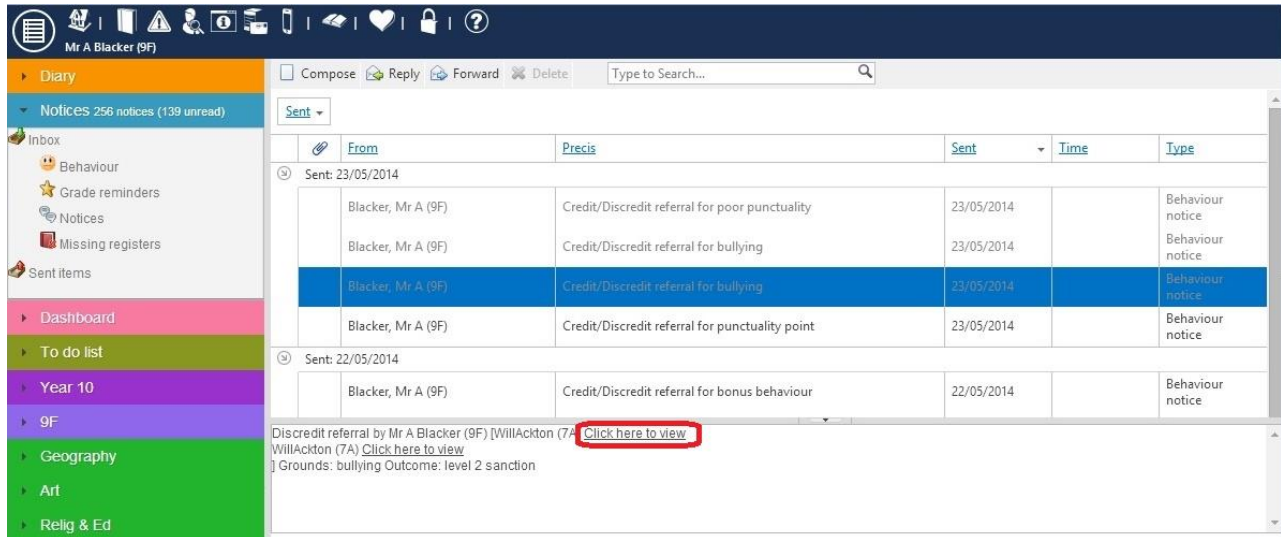 Mr A Blacker (9F)
Diary
Notices 256 notices (139 unread)
Inbox
Behaviour
Grade reminders
Notices
Missing registers
Sent items
Dashboard
To do list
Year 10
9F
Geography
Art
Relig & Ed
Compose Reply Forward Delete Type to Search...
Sent
From Precis Sent Time Type
Sent: 23/05/2014
Blacker, Mr A (9F) Credit/Discredit referral for poor punctuality 23/05/2014 Behaviour
notice
Blacker, Mr A (9F) Credit/Discredit referral for bullying 23/05/2014 Behaviour
notice
Blacker, Mr A (9F) Credit/Discredit referral for bullying 23/05/2014 Behaviour
notice
Blacker, Mr A (9F) Credit/Discredit referral for punctuality point 23/05/2014 Behaviour
notice
Sent: 22/05/2014
Blacker, Mr A (9F) Credit/Discredit referral for bonus behaviour 22/05/2014 Behaviour
notice
Discredit referral by Mr A Blacker (9F) [WillAckton (7A Click here to view
WillAckton (7A) Click here to view
] Grounds: bullying Outcome: level 2 sanction